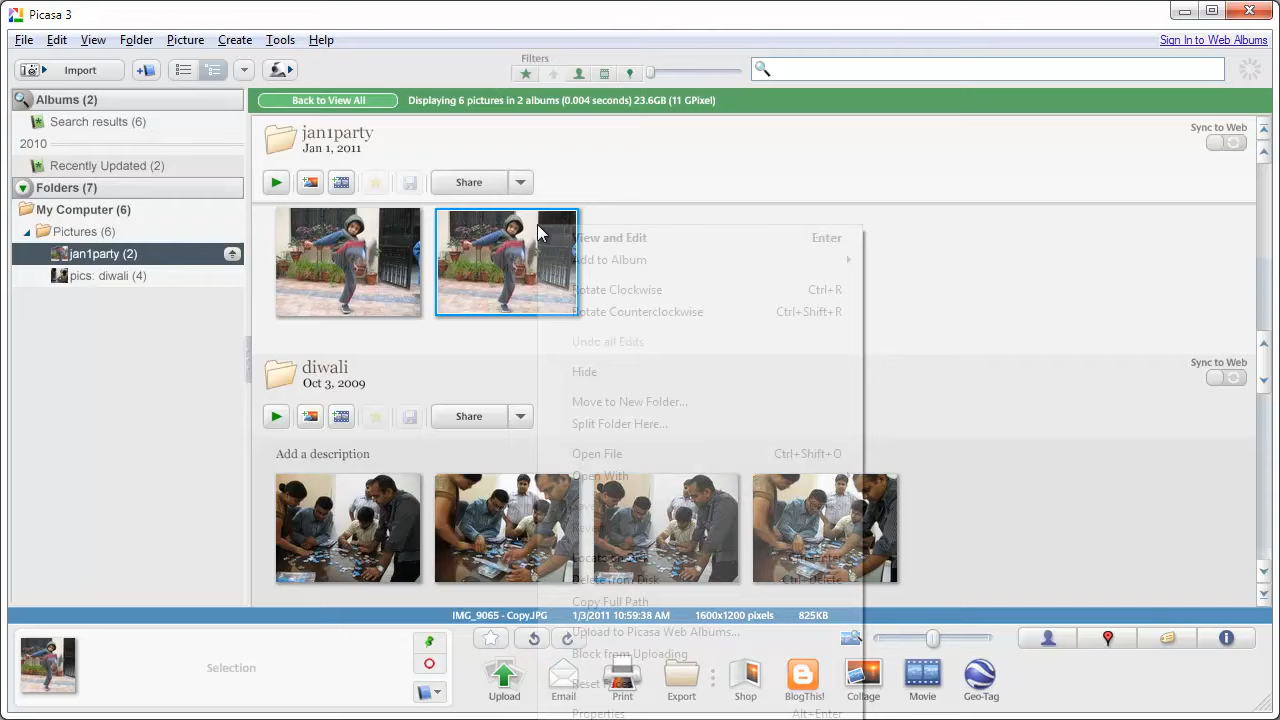 Picasa 3
File Edit View Folder Picture Create Tools Help
Sign In to Web Albums
Import
Filters
Albums (2)
Search results (6)
2010
Recently Updated (2)
Folders (7)
My Computer (6)
Pictures (6)
jan1party (2)
pics: diwali (4)
Back to View All
Displaying 6 pictures in 2 albums (0.004 seconds) 23.6GB (11 GPixel)
jan1party
Jan 1, 2011
Sync to Web
Share
View and Edit Enter
Add to Album
Rotate Clockwise Ctrl+R
Rotate Counterclockwise Ctrl+Shift+R
Undo all Edits
Hide
Move to New Folder...
Split Folder Here...
Open File Ctrl+Shift+O
Open With
Delete from Disk Ctrl+Delete
Copy Full Path
Upload to Picasa Web Albums...
Block from Uploading
Properties Alt+Enter
diwali
Oct 3, 2009
Sync to Web
Share
Add a description
IMG_9065 - Copy.JPG 1/3/2011 10:59:38 AM 1600x1200 pixels 825KB
Selection
Upload Email Print Export Shop BlogThis! Collage Movie Geo-Tag